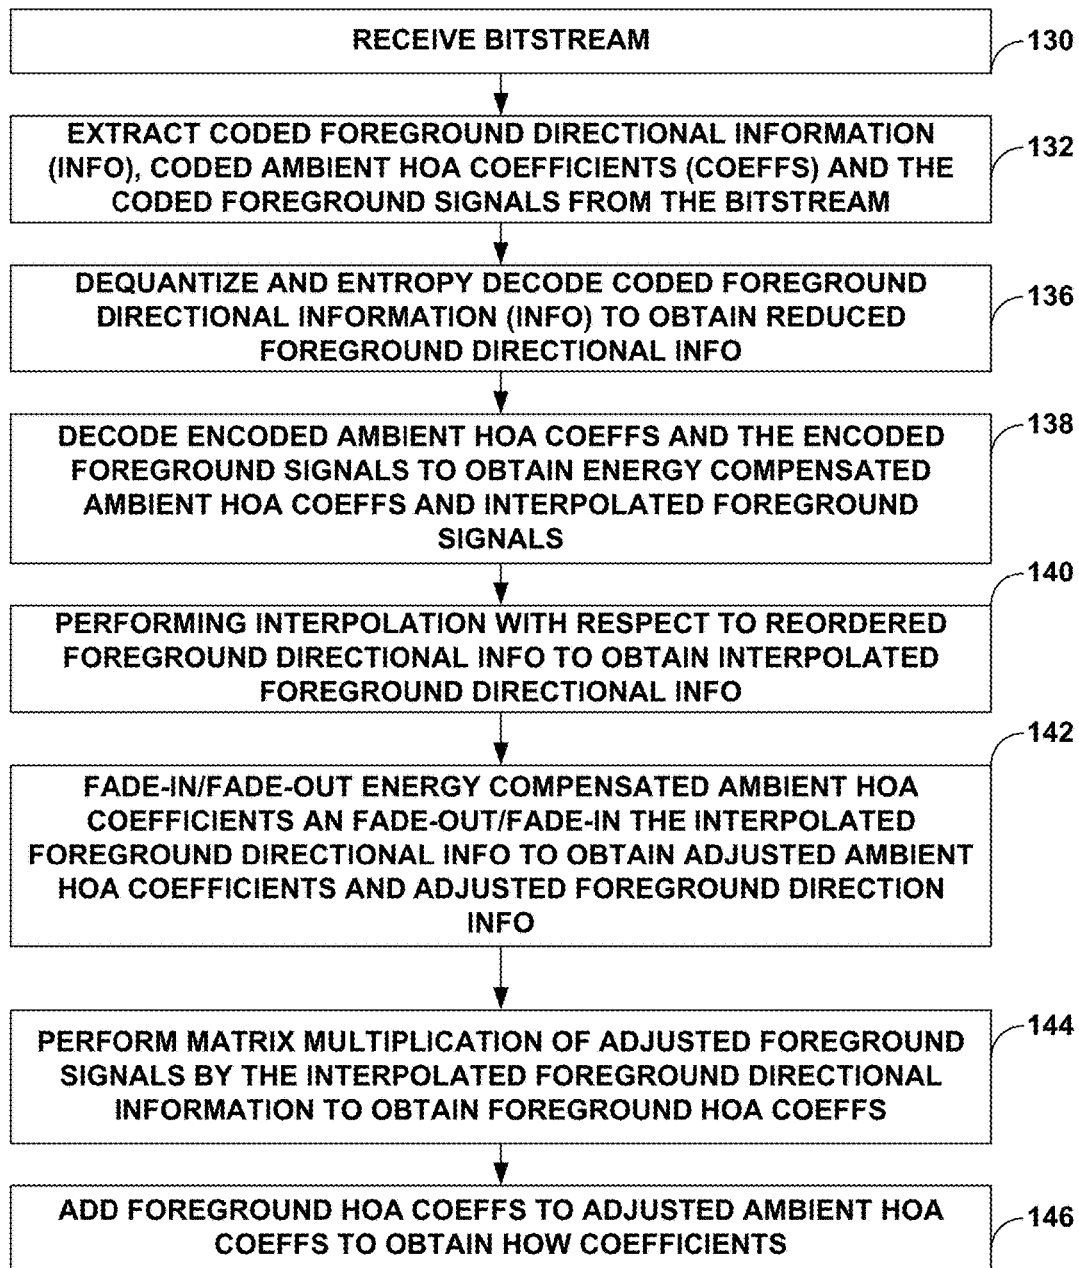 RECEIVE BITSTREAM
130
EXTRACT CODED FOREGROUND DIRECTIONAL INFORMATION
(INFO), CODED AMBIENT HOA COEFFICIENTS (COEFFS) AND THE
CODED FOREGROUND SIGNALS FROM THE BITSTREAM
132
DEQUANTIZE AND ENTROPY DECODE CODED FOREGROUND
DIRECTIONAL INFORMATION (INFO) TO OBTAIN REDUCED
FOREGROUND DIRECTIONAL INFO
136
DECODE ENCODED AMBIENT HOA COEFFS AND THE ENCODED
FOREGROUND SIGNALS TO OBTAIN ENERGY COMPENSATED
AMBIENT HOA COEFFS AND INTERPOLATED FOREGROUND
SIGNALS
138
PERFORMING INTERPOLATION WITH RESPECT TO REORDERED
FOREGROUND DIRECTIONAL INFO TO OBTAIN INTERPOLATED
FOREGROUND DIRECTIONAL INFO
140
FADE-IN/FADE-OUT ENERGY COMPENSATED AMBIENT HOA
COEFFICIENTS AN FADE-OUT/FADE-IN THE INTERPOLATED
FOREGROUND DIRECTIONAL INFO TO OBTAIN ADJUSTED AMBIENT
HOA COEFFICIENTS AND ADJUSTED FOREGROUND DIRECTION
INFO
142
PERFORM MATRIX MULTIPLICATION OF ADJUSTED FOREGROUND
SIGNALS BY THE INTERPOLATED FOREGROUND DIRECTIONAL
INFORMATION TO OBTAIN FOREGROUND HOA COEFFS
144
ADD FOREGROUND HOA COEFFS TO ADJUSTED AMBIENT HOA
COEFFS TO OBTAIN HOW COEFFICIENTS
146